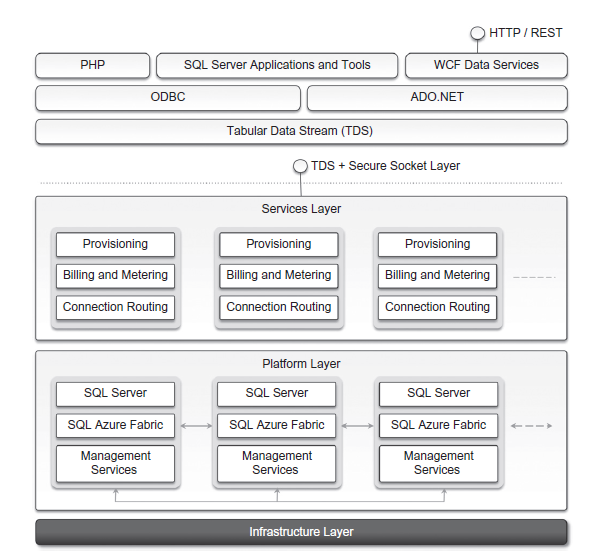 HTTP / REST
PHP
SQL Server Applications and Tools
WCF Data Services
ODBC
ADO.NET
Tabular Data Stream (TDS)
TDS + Secure Socket Layer
Services Layer
Provisioning
Billing and Metering
Connection Routing
Provisioning
Billing and Metering
Connection Routing
Provisioning
Billing and Metering
Connection Routing
Platform Layer
SQL Server
SQL Azure Fabric
Management
Services
SQL Server
SQL Azure Fabric
Management
Services
SQL Server
SQL Azure Fabric
Management
Services
Infrastructure Layer